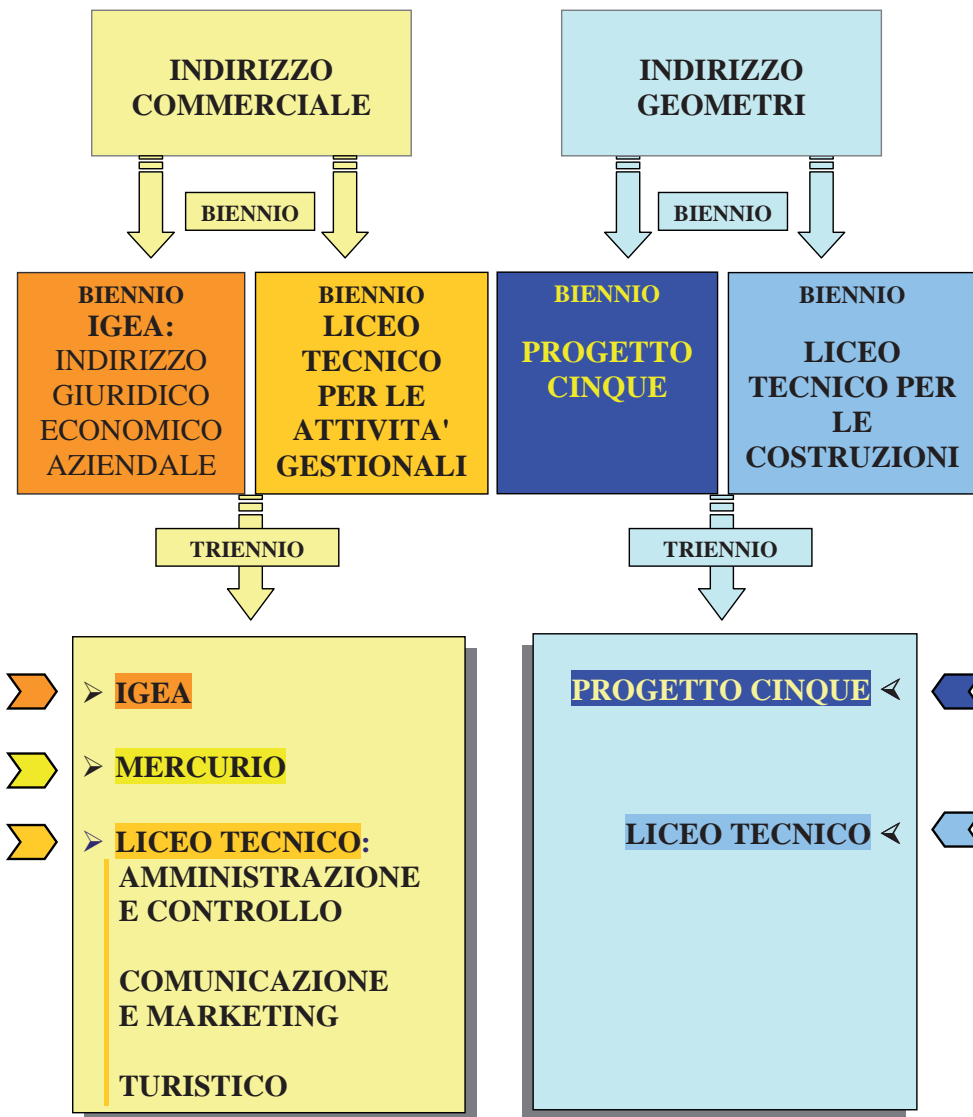 INDIRIZZO
COMMERCIALE
INDIRIZZO
GEOMETRI
BIENNIO
BIENNIO
BIENNIO
IGEA:
INDIRIZZO
GIURIDICO
ECONOMICO
AZIENDALE
BIENNIO
LICEO
TECNICO
PER LE
ATTIVITA'
GESTIONALI
BIENNIO
PROGETTO
CINQUE
BIENNIO
LICEO
TECNICO PER
LE
COSTRUZIONI
TRIENNIO
TRIENNIO
➢ IGEA
➢ MERCURIO
➢ LICEO TECNICO:
AMMINISTRAZIONE
E CONTROLLO
COMUNICAZIONE
E MARKETING
TURISTICO
PROGETTO CINQUE
LICEO TECNICO